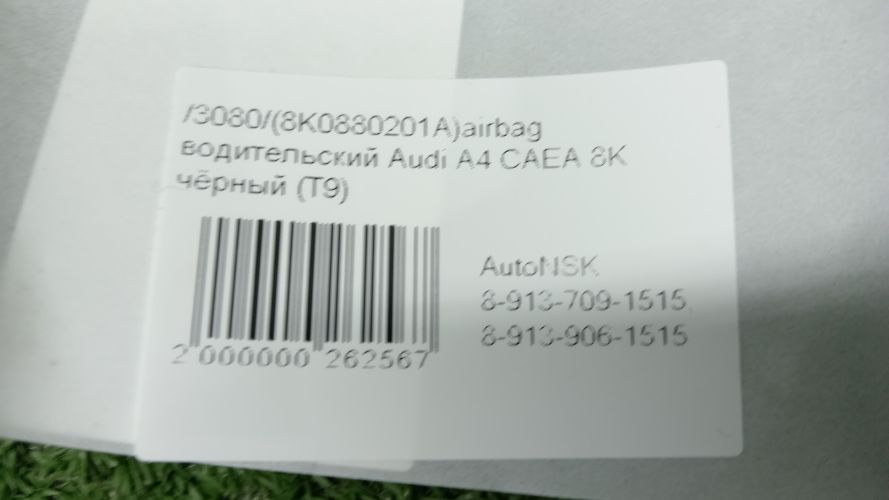 /3080/(8K0880201A)airbag
водительский Audi A4 CAEA 8K
чёрный (T9)
AutoNSK
8-913-709-1515,
8-913-906-1515
2 000000 262567